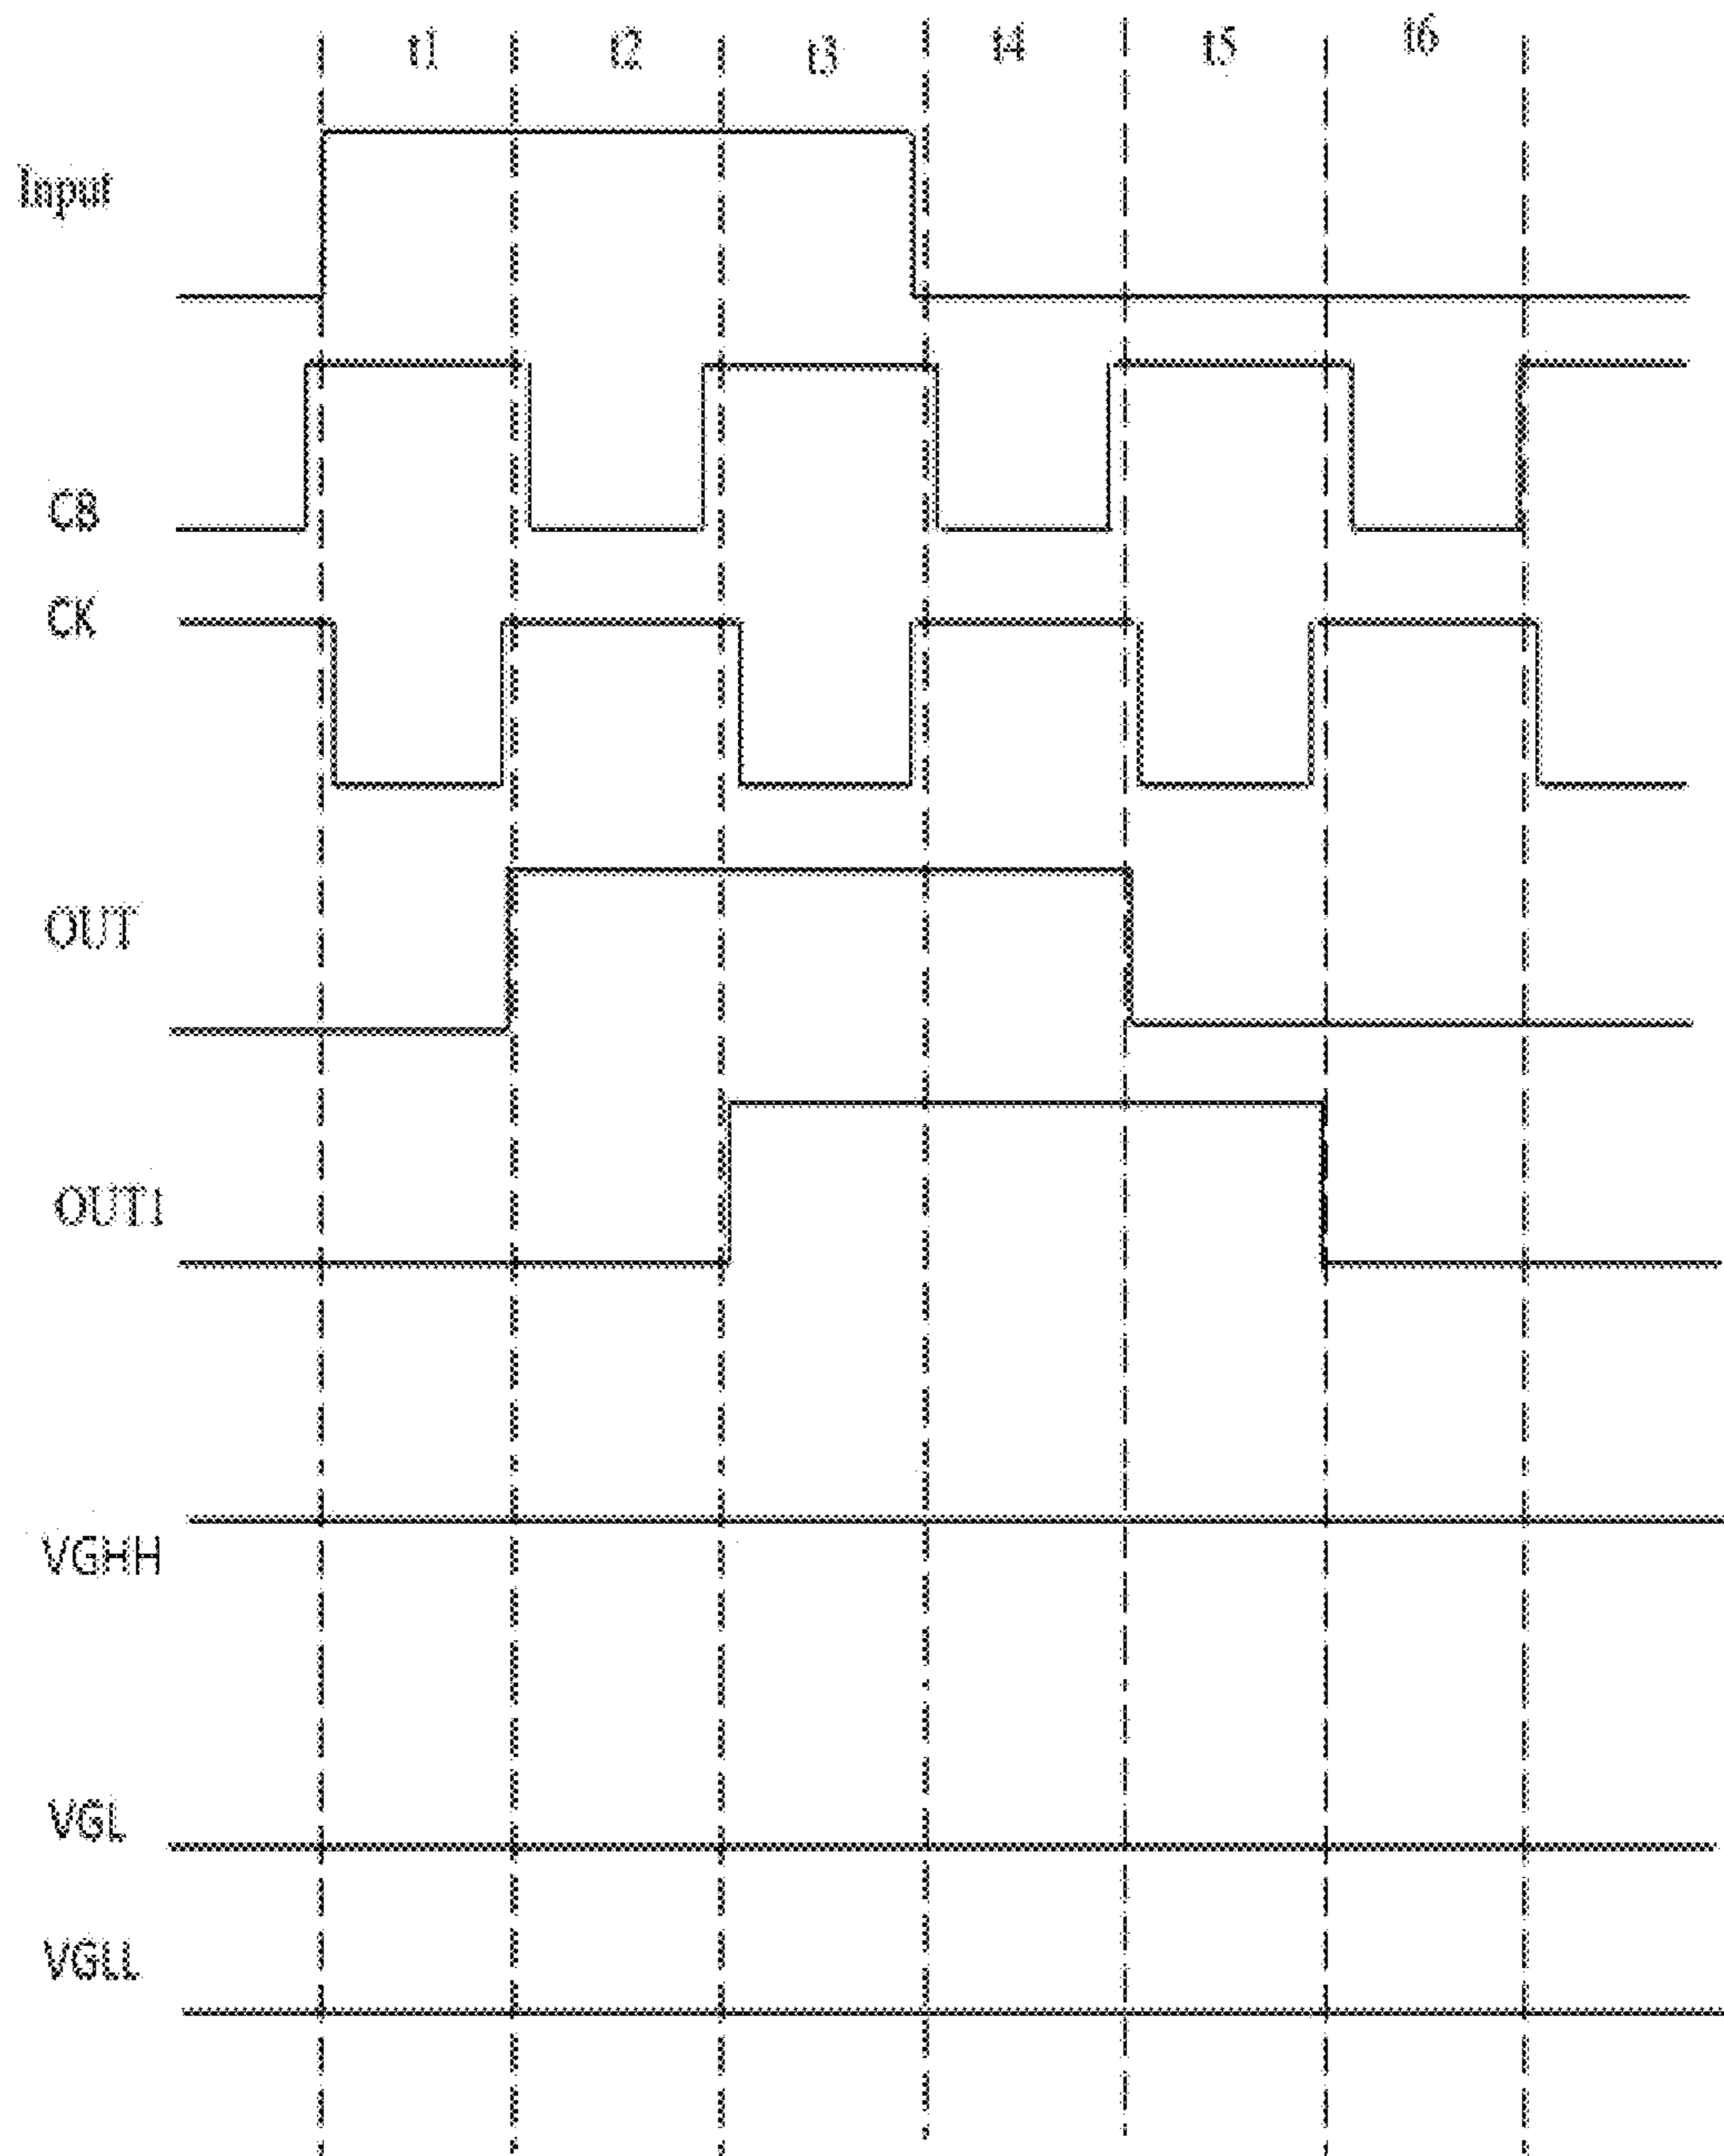 t1 t2 t3 t4 t5 t6
Input
CB
CK
OUT
OUT1
VGHH
VGL
VGLL